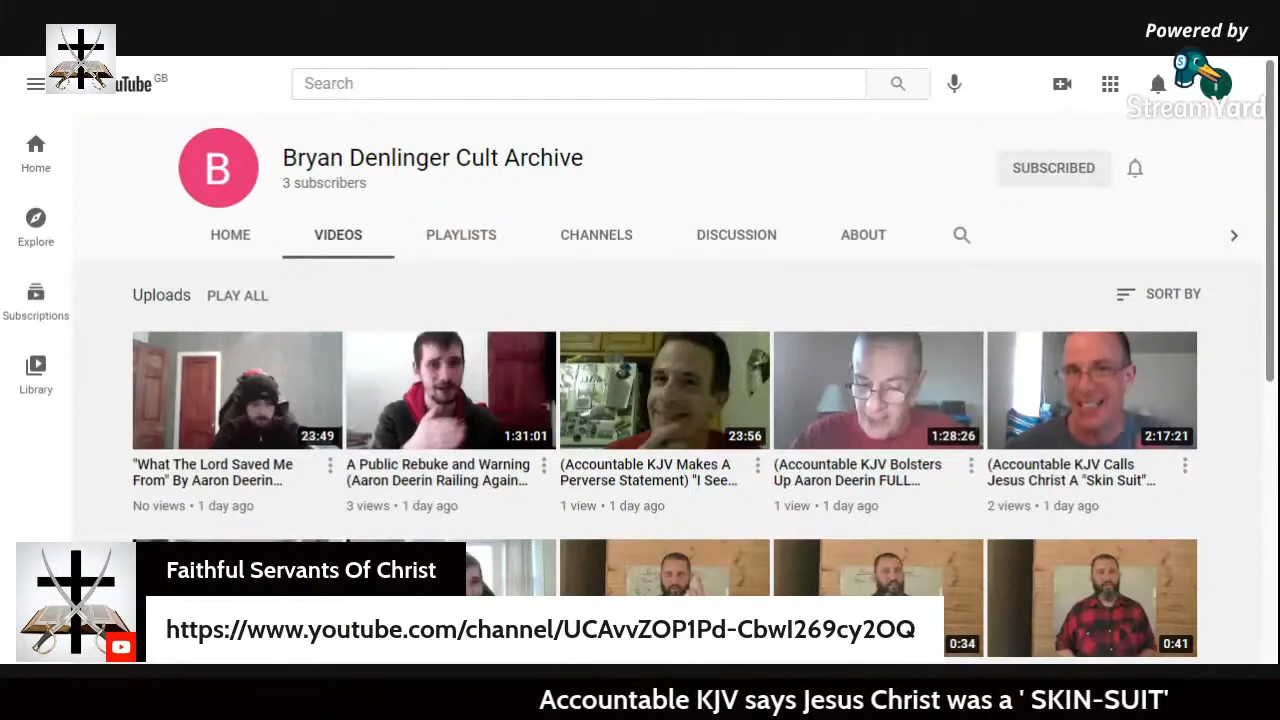 Powered by
StreamYard
uTube GB
Search
Home
Explore
Subscriptions
Library
B
Bryan Denlinger Cult Archive
3 subscribers
SUBSCRIBED
HOME
VIDEOS
PLAYLISTS
CHANNELS
DISCUSSION
ABOUT
Uploads
PLAY ALL
SORT BY
23:49
"What The Lord Saved Me
From" By Aaron Deerin...
No views • 1 day ago
1:31:01
A Public Rebuke and Warning
(Aaron Deerin Railing Again...
3 views • 1 day ago
23:56
(Accountable KJV Makes A
Perverse Statement) "I See...
1 view • 1 day ago
1:28:26
(Accountable KJV Bolsters
Up Aaron Deerin FULL...
1 view • 1 day ago
2:17:21
(Accountable KJV Calls
Jesus Christ A "Skin Suit"...
2 views • 1 day ago
0:34
0:41
Faithful Servants Of Christ
https://www.youtube.com/channel/UCAvvZOP1Pd-CbwI269cy2OQ
Accountable KJV says Jesus Christ was a ' SKIN-SUIT'